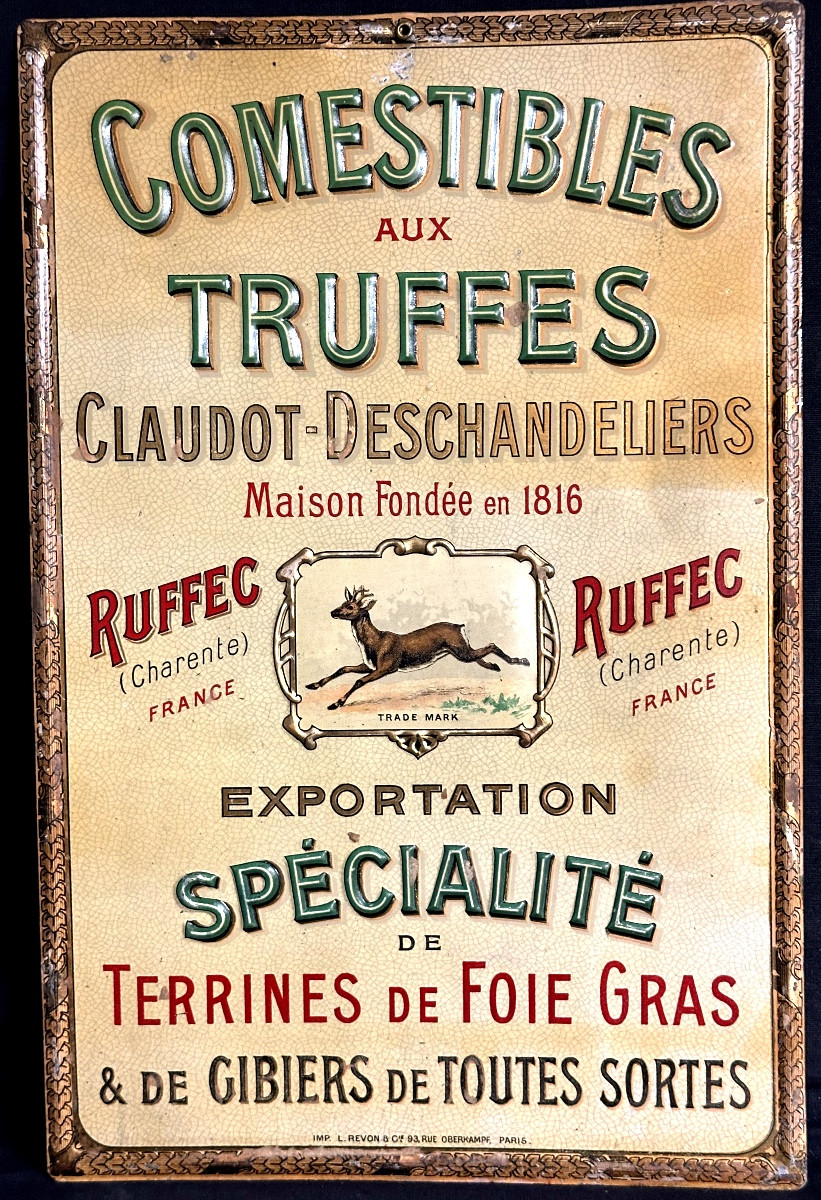 COMESTIBLES
AUX
TRUFFES
CLAUDOT-DESCHANDELIERS
Maison Fondée en 1816
RUFFEC
(Charente)
FRANCE
TRADE MARK
RUFFEC
(Charente)
FRANCE
EXPORTATION
SPÉCIALITÉ
DE
TERRINES DE FOIE GRAS
& DE GIBIERS DE TOUTES SORTES
IMP. L. REVON & Cie 93, RUE OBERKAMPF, PARIS.